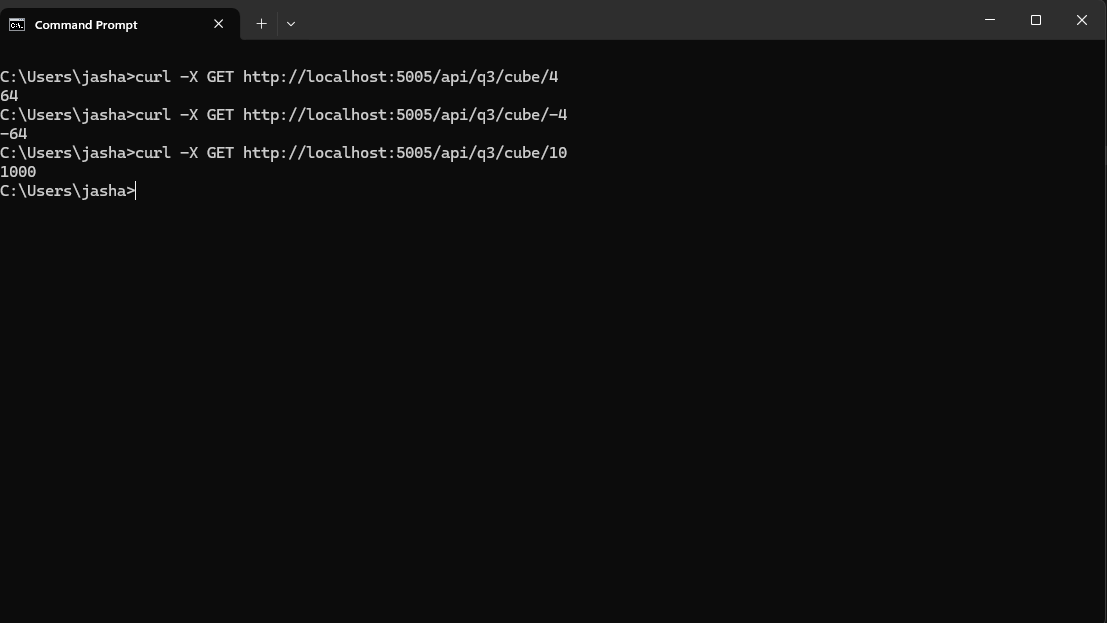 Command Prompt
C:\Users\jasha>curl -X GET http://localhost:5005/api/q3/cube/4
64
C:\Users\jasha>curl -X GET http://localhost:5005/api/q3/cube/-4
-64
C:\Users\jasha>curl -X GET http://localhost:5005/api/q3/cube/10
1000
C:\Users\jasha>